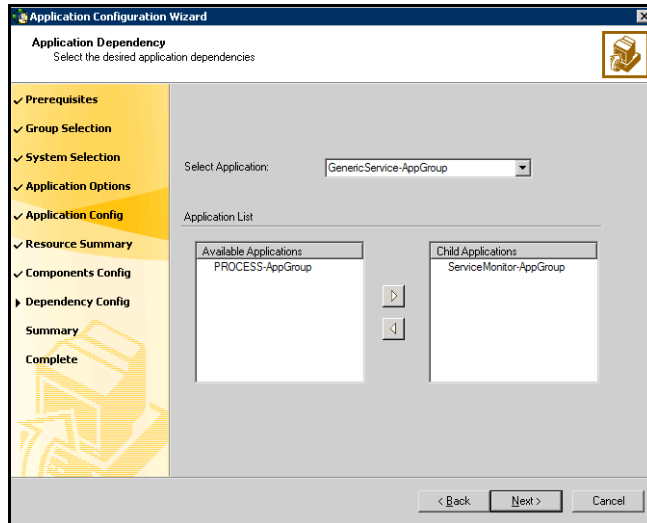 Application Configuration Wizard
Application Dependency
Select the desired application dependencies
Prerequisites
Group Selection
System Selection
Application Options
Application Config
Resource Summary
Components Config
Dependency Config
Summary
Complete
Select Application:
GenericService-AppGroup
Application List
Available Applications
PROCESS-AppGroup
Child Applications
ServiceMonitor-AppGroup
< Back
Next >
Cancel